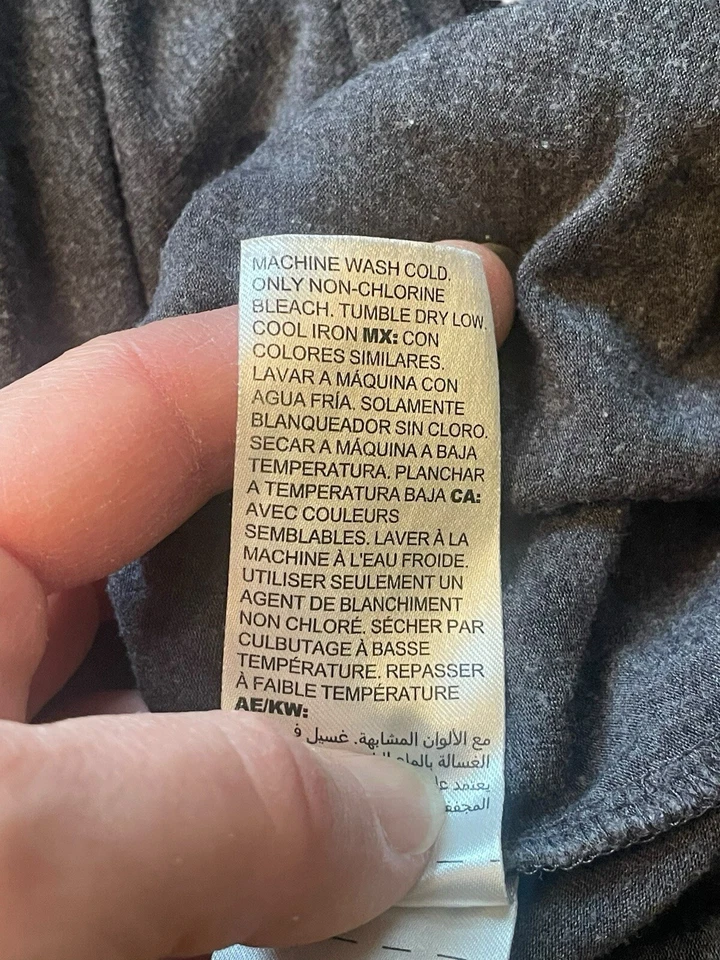 MACHINE WASH COLD.
ONLY NON-CHLORINE
BLEACH. TUMBLE DRY LOW.
COOL IRON MX: CON
COLORES SIMILARES.
LAVAR A MÁQUINA CON
AGUA FRÍA. SOLAMENTE
BLANQUEADOR SIN CLORO.
SECAR A MÁQUINA A BAJA
TEMPERATURA. PLANCHAR
A TEMPERATURA BAJA CA:
AVEC COULEURS
SEMBLABLES. LAVER À LA
MACHINE À L'EAU FROIDE.
UTILISER SEULEMENT UN
AGENT DE BLANCHIMENT
NON CHLORÉ. SÉCHER PAR
CULBUTAGE À BASSE
TEMPÉRATURE. REPASSER
À FAIBLE TEMPÉRATURE
AE/KW:
مع الألوان المشابهة. غسيل
الغسالة